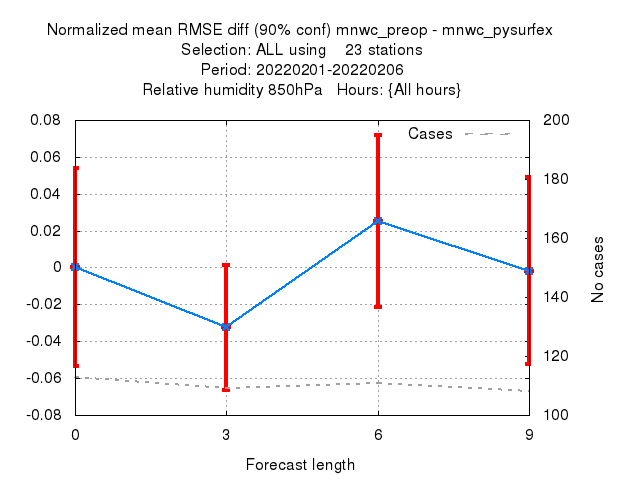 Normalized mean RMSE diff (90% conf) mnwc_preop - mnwc_pysurfex
Selection: ALL using 23 stations
Period: 20220201-20220206
Relative humidity 850hPa Hours: {All hours}
0.08
0.06
0.04
0.02
0
-0.02
-0.04
-0.06
-0.08
Cases
200
180
160
140
120
100
No cases
0
3
6
9
Forecast length